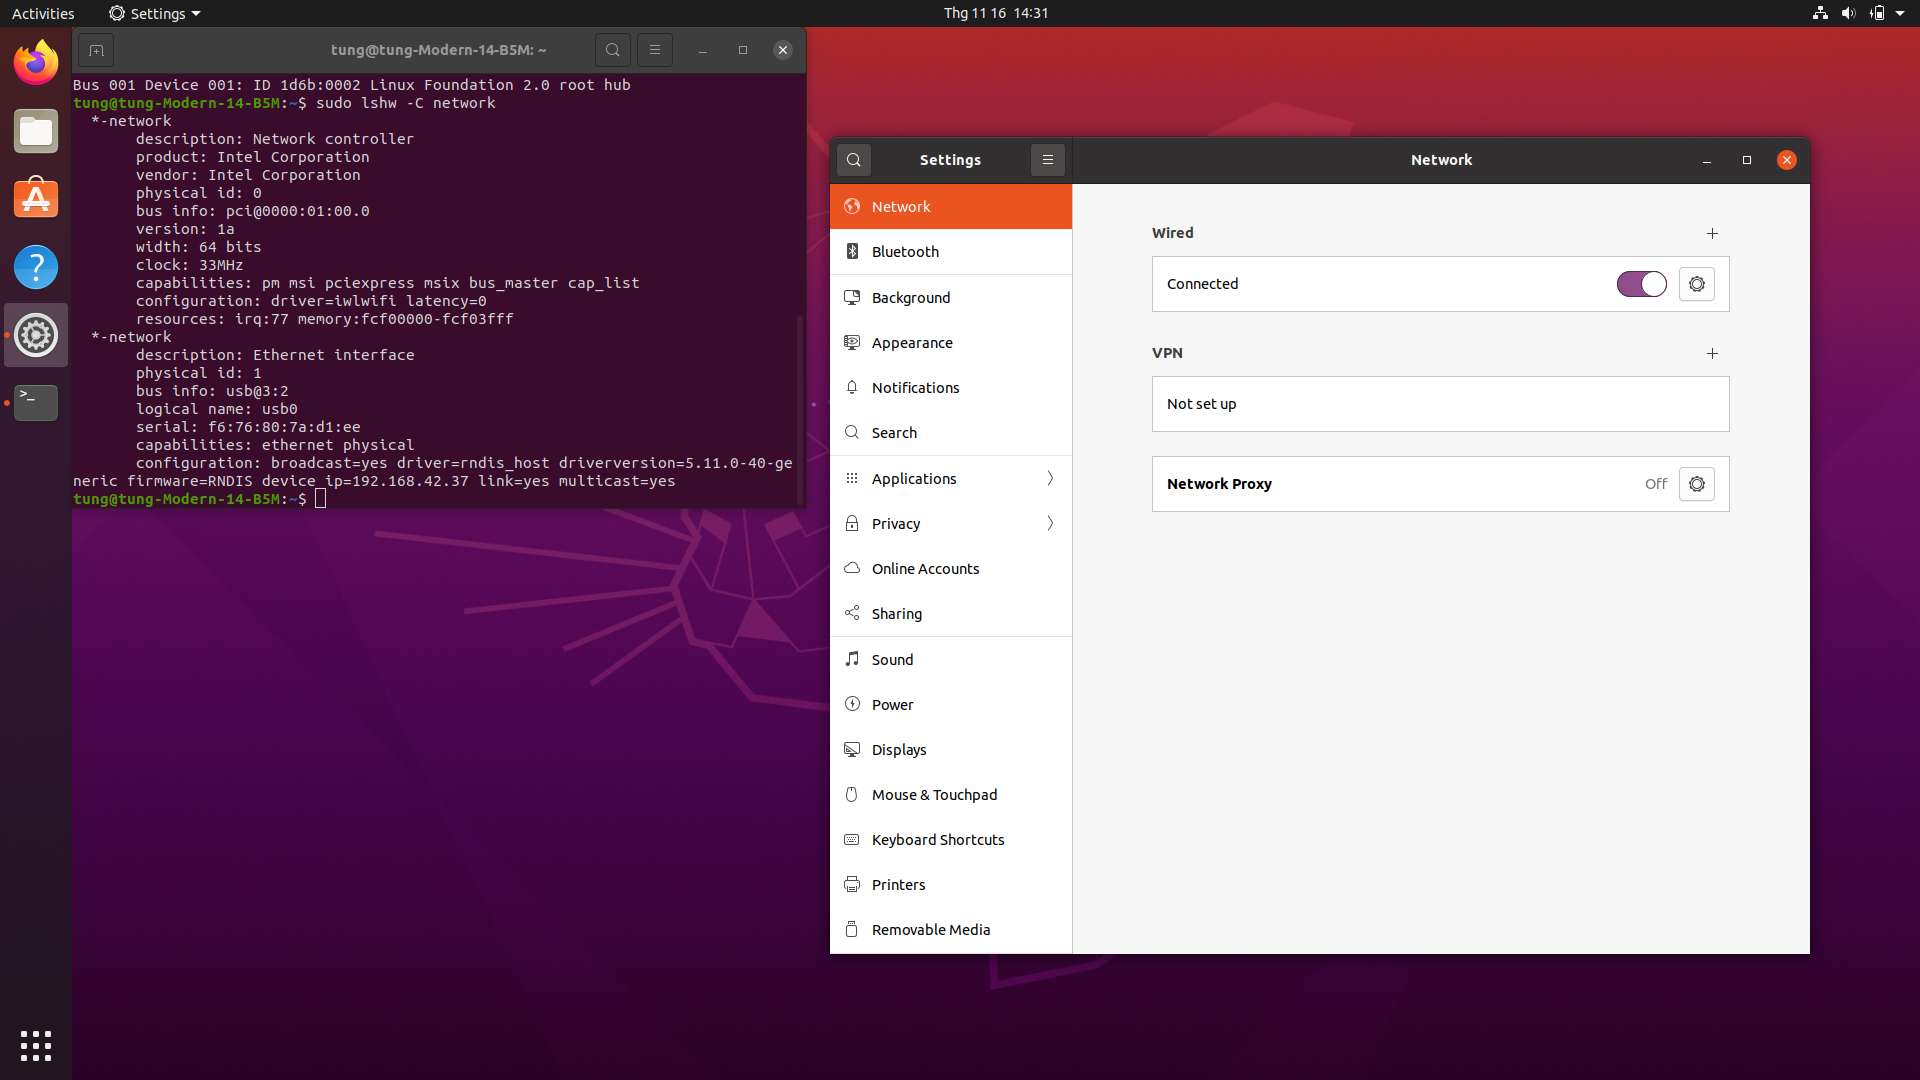 Activities
Settings
Thg 11 16 14:31
tung@tung-Modern-14-B5M: ~
Bus 001 Device 001: ID 1d6b:0002 Linux Foundation 2.0 root hub
tung@tung-Modern-14-B5M:~$ sudo lshw -C network
*-network
description: Network controller
product: Intel Corporation
vendor: Intel Corporation
physical id: 0
bus info: pci@0000:01:00.0
version: 1a
width: 64 bits
clock: 33MHz
capabilities: pm msi pciexpress msix bus_master cap_list
configuration: driver=iwlwifi latency=0
resources: irq:77 memory:fcf00000-fcf03fff
*-network
description: Ethernet interface
physical id: 1
bus info: usb@3:2
logical name: usb0
serial: f6:76:80:7a:d1:ee
capabilities: ethernet physical
configuration: broadcast=yes driver=rndis_host driverversion=5.11.0-40-ge
neric firmware=RNDIS device ip=192.168.42.37 link=yes multicast=yes
tung@tung-Modern-14-B5M:~$
Settings
Network
Network
Bluetooth
Background
Appearance
Notifications
Search
Applications
Privacy
Online Accounts
Sharing
Sound
Power
Displays
Mouse & Touchpad
Keyboard Shortcuts
Printers
Removable Media
Wired
Connected
VPN
Not set up
Network Proxy
Off